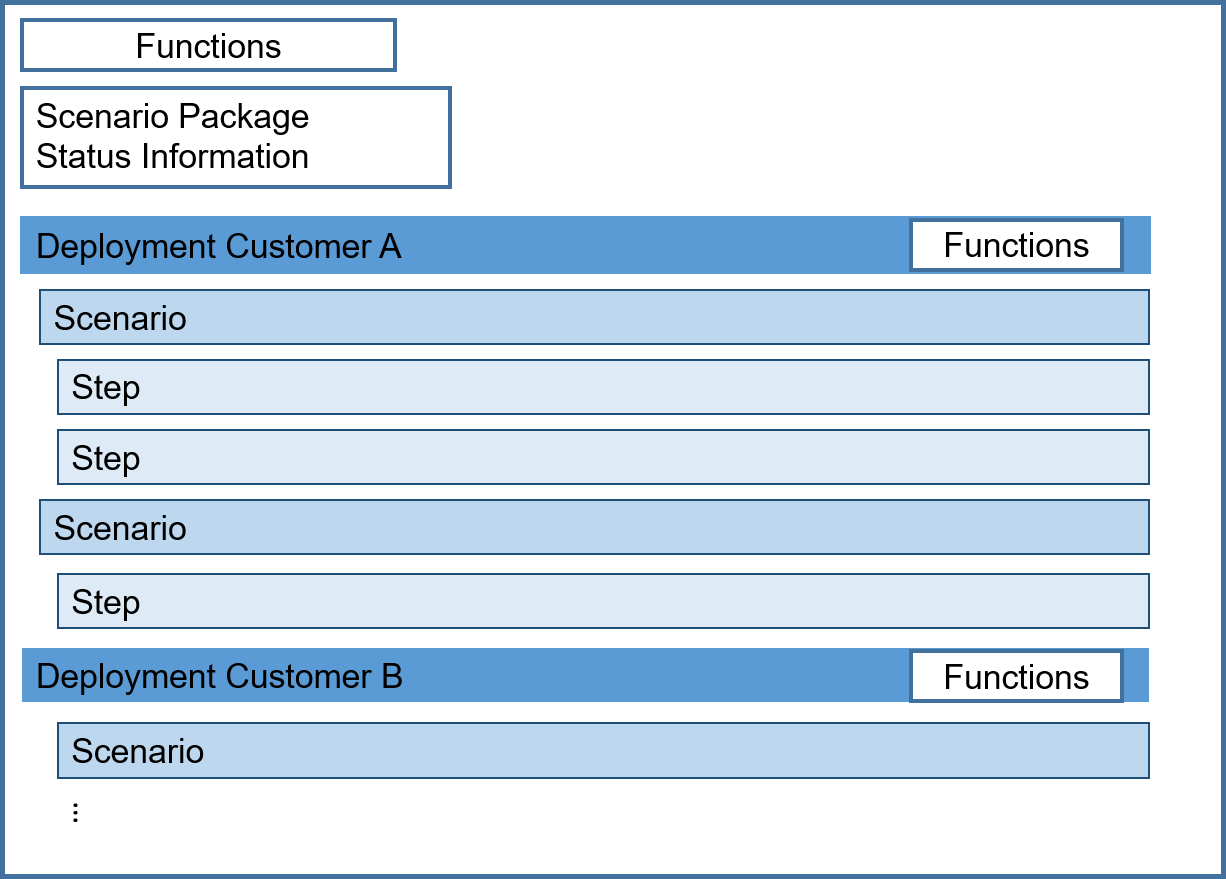 Functions
Scenario Package
Status Information
Deployment Customer A
Functions
Scenario
Step
Step
Scenario
Step
Deployment Customer B
Functions
Scenario
⋮